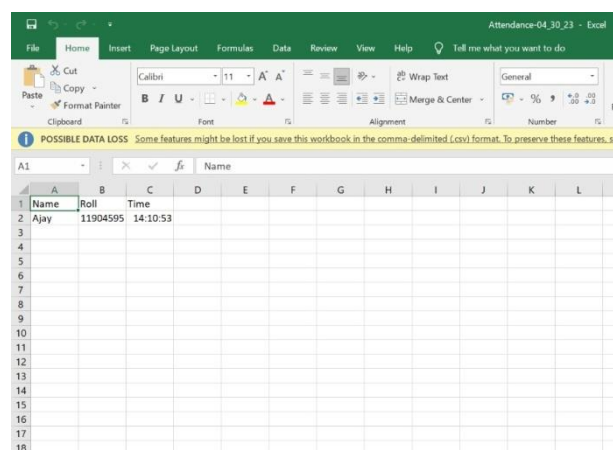 Attendance-04_30_23 - Excel
File Home Insert Page Layout Formulas Data Review View Help Tell me what you want to do
Paste
Cut
Copy
Format Painter
Clipboard
Calibri 11 A A
B I U A
Font
Wrap Text
Merge & Center
Alignment
General
% ,
Number
POSSIBLE DATA LOSS Some features might be lost if you save this workbook in the comma-delimited (.csv) format. To preserve these features, s
A1 fx Name
A B C D E F G H I J K L
1 Name Roll Time
2 Ajay 11904595 14:10:53
3
4
5
6
7
8
9
10
11
12
13
14
15
16
17
18